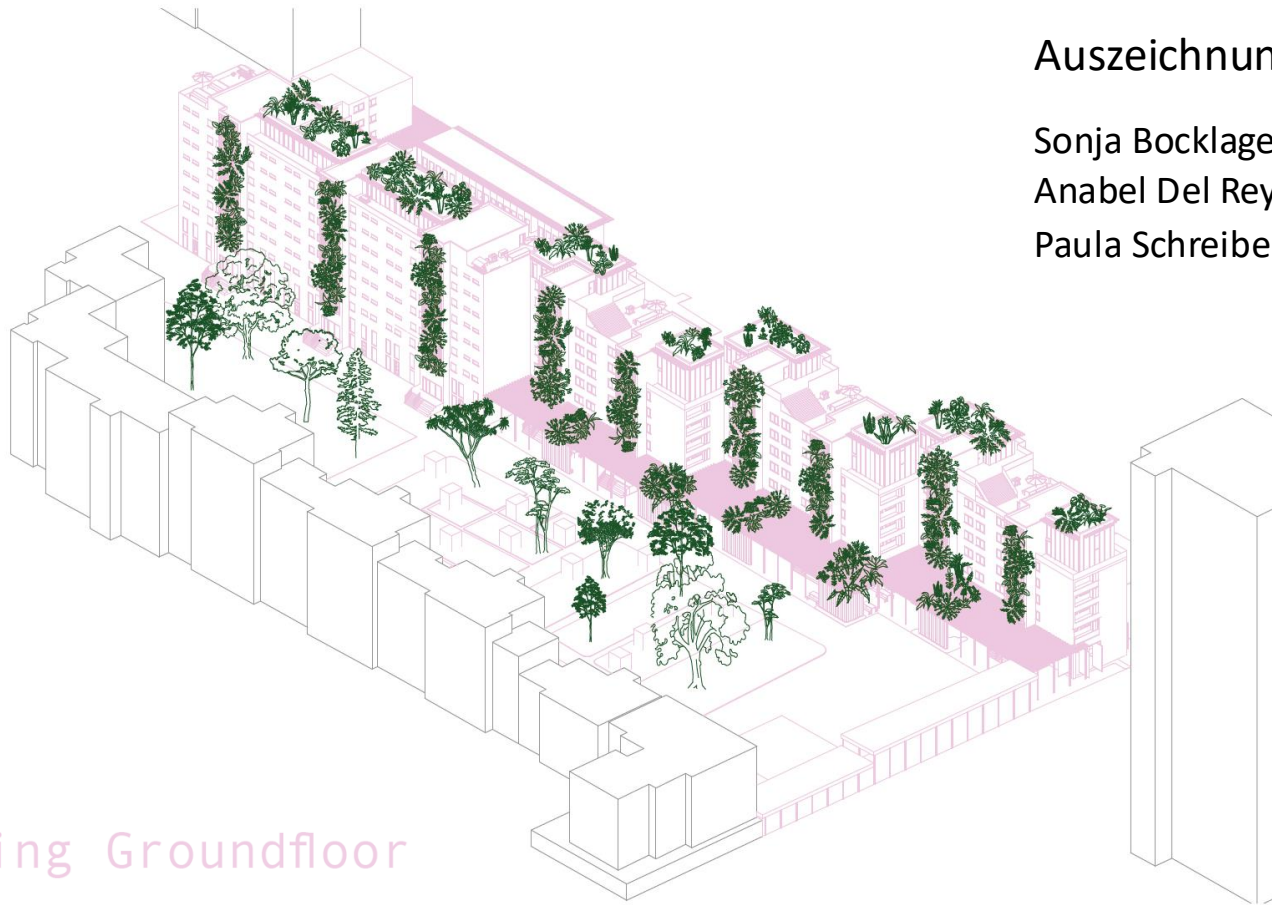 Auszeichnun
Sonja Bocklage
Anabel Del Rey
Paula Schreibe
ing Groundfloor